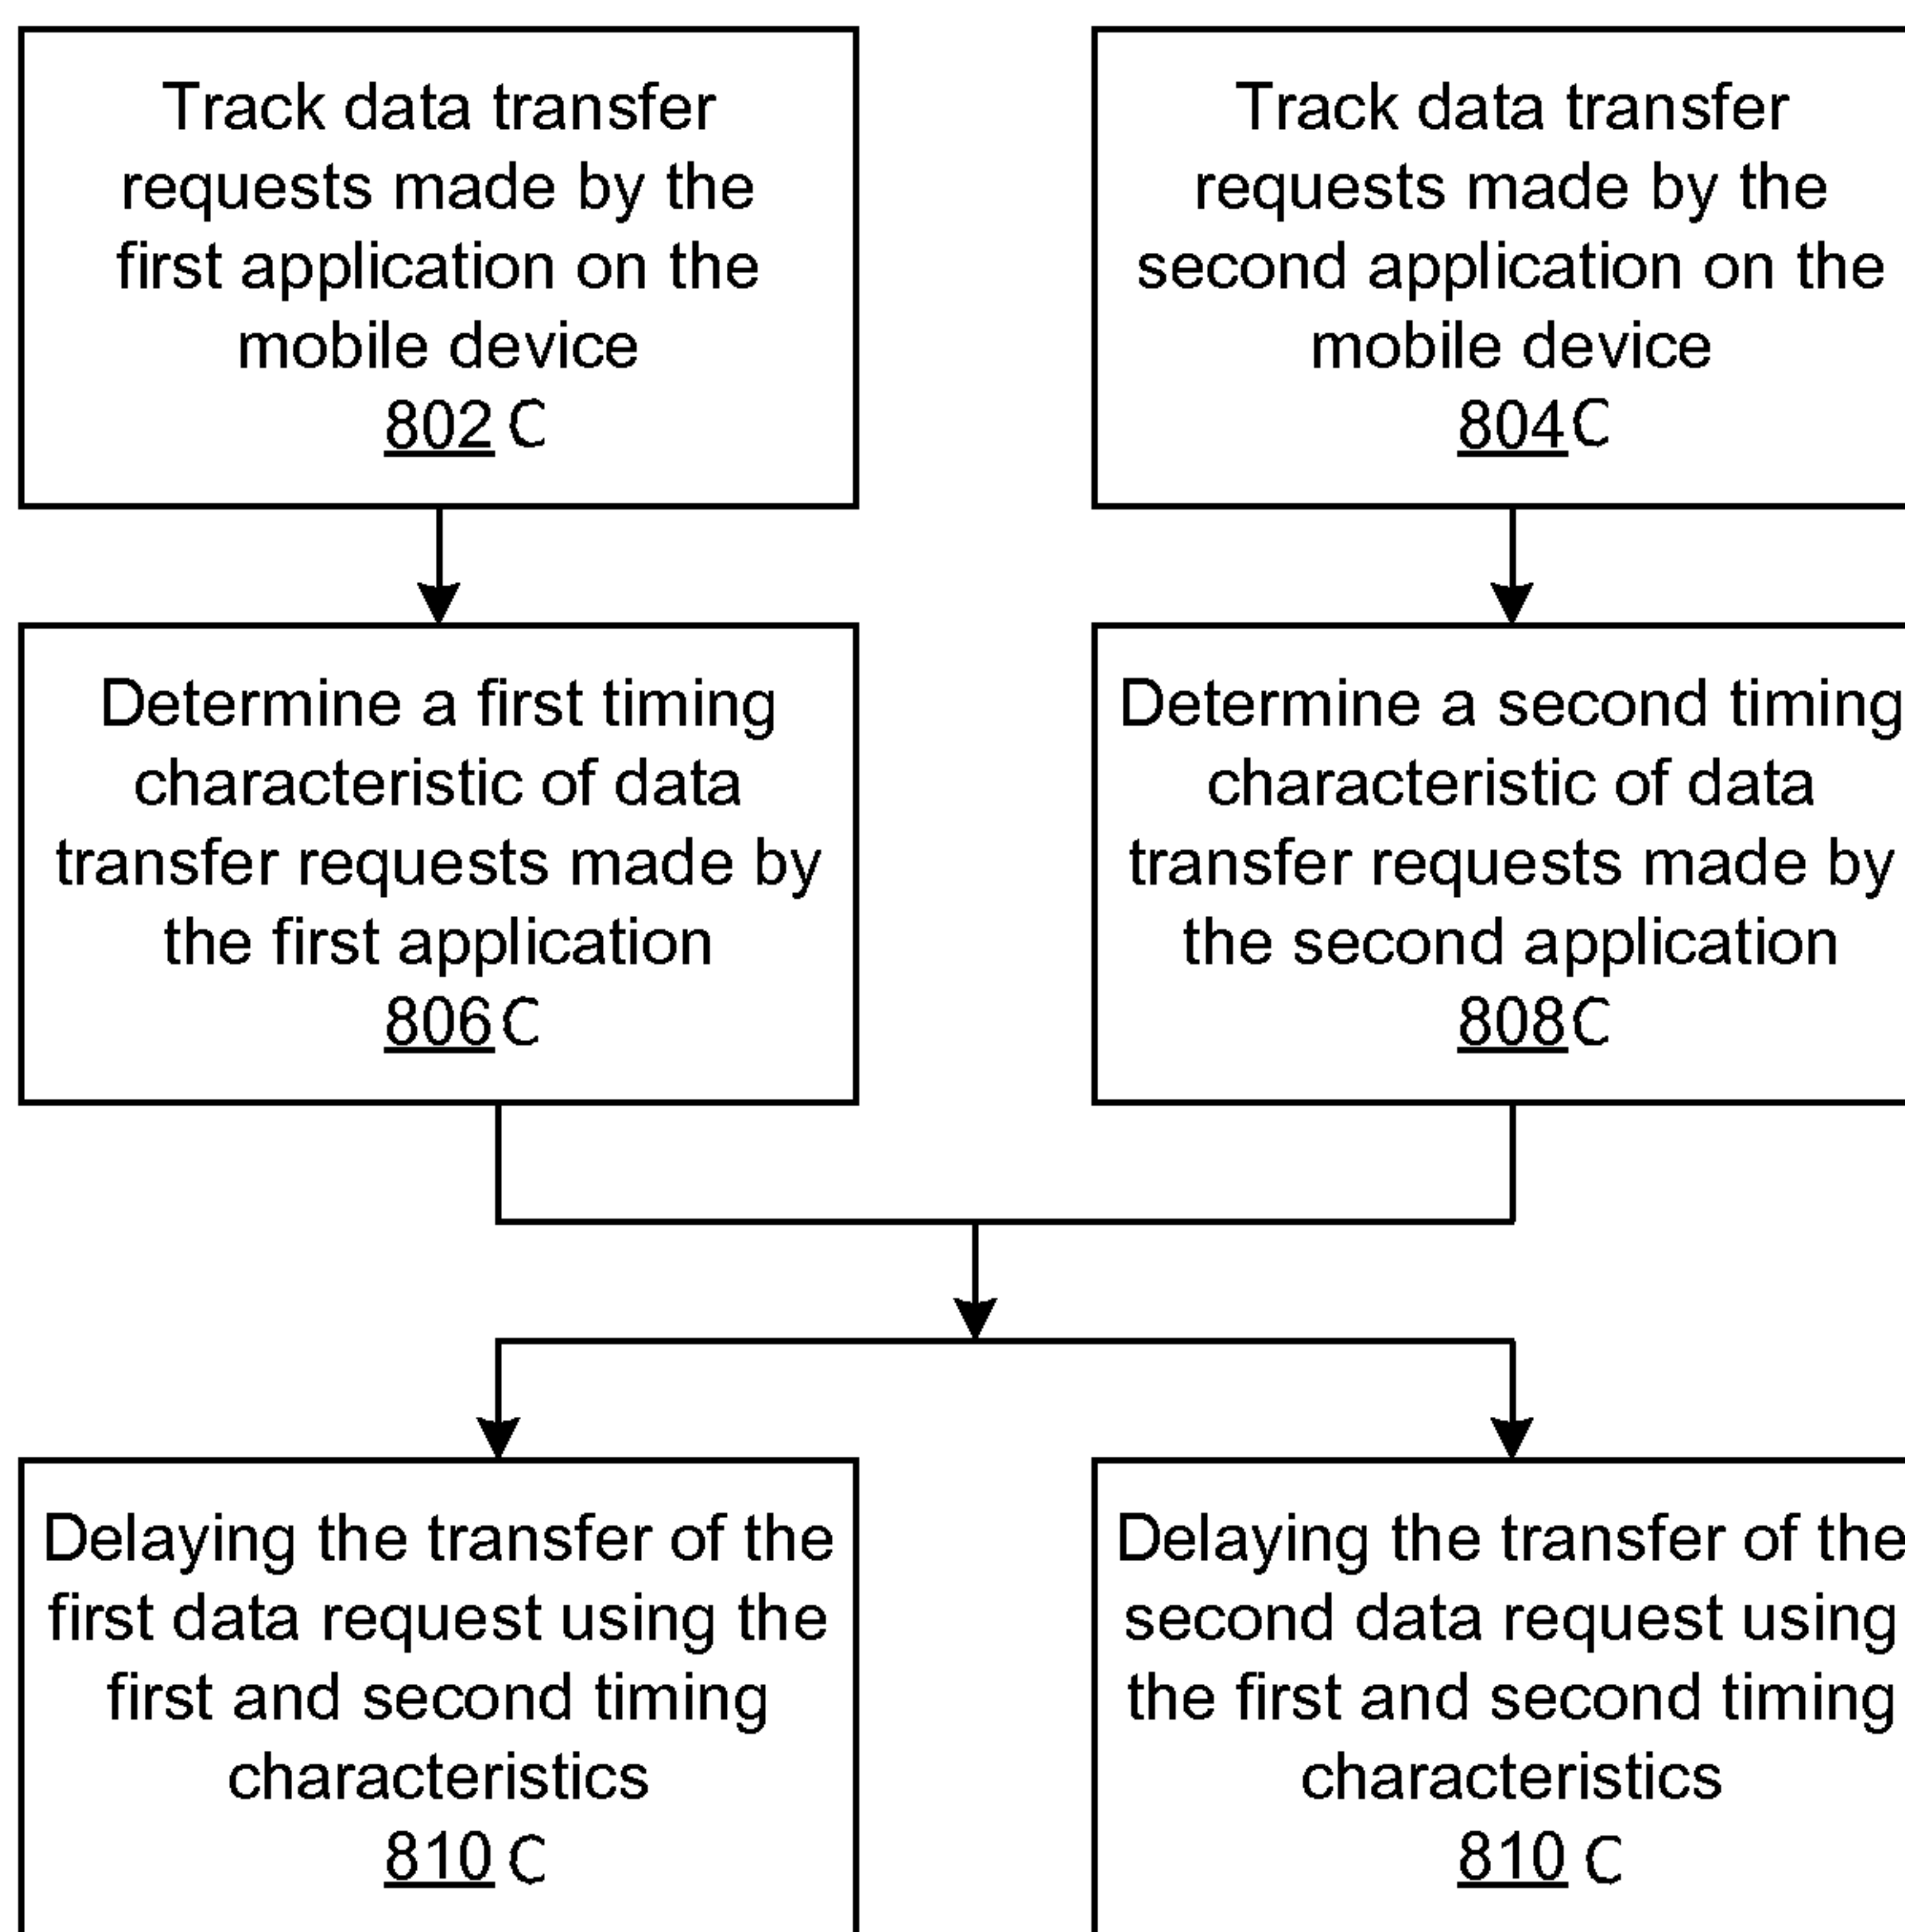 Track data transfer
requests made by the
first application on the
mobile device
802 C
Track data transfer
requests made by the
second application on the
mobile device
804 C
Determine a first timing
characteristic of data
transfer requests made by
the first application
806 C
Determine a second timing
characteristic of data
transfer requests made by
the second application
808 C
Delaying the transfer of the
first data request using the
first and second timing
characteristics
810 C
Delaying the transfer of the
second data request using
the first and second timing
characteristics
810 C